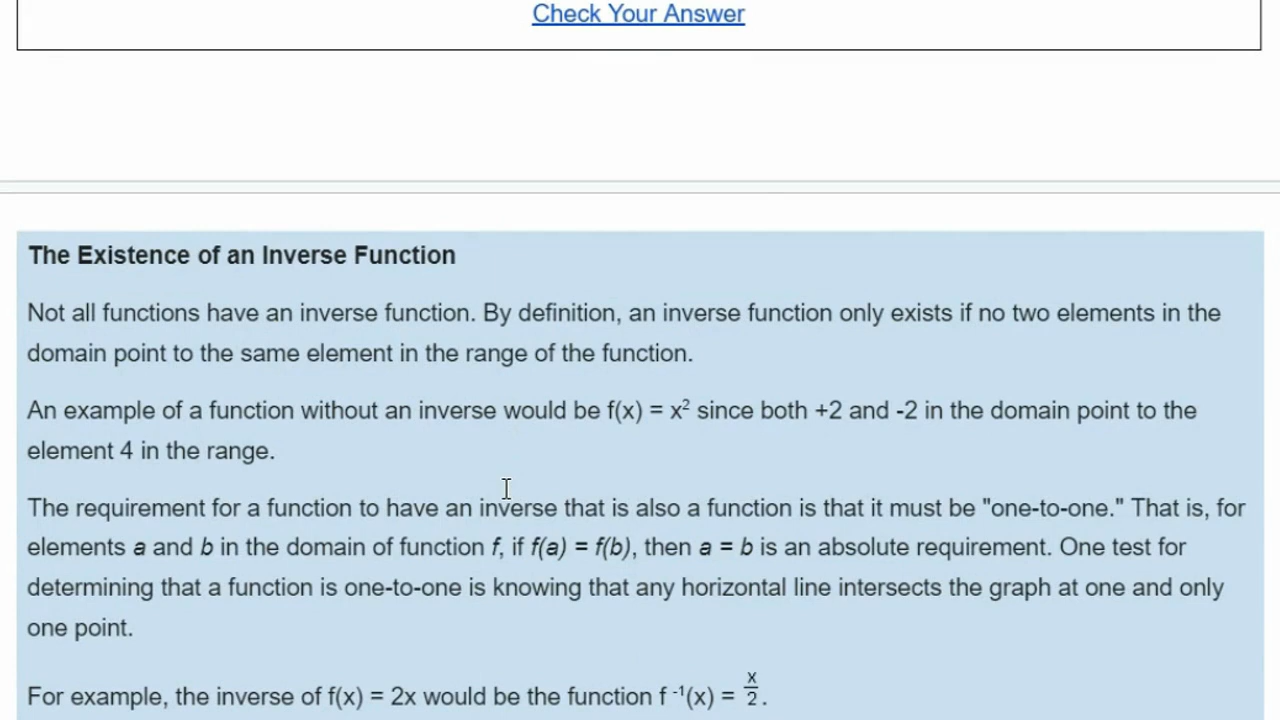 Check Your Answer
The Existence of an Inverse Function
Not all functions have an inverse function. By definition, an inverse function only exists if no two elements in the
domain point to the same element in the range of the function.
An example of a function without an inverse would be f(x) = x² since both +2 and -2 in the domain point to the
element 4 in the range.
The requirement for a function to have an inverse that is also a function is that it must be "one-to-one." That is, for
elements a and b in the domain of function f, if f(a) = f(b), then a = b is an absolute requirement. One test for
determining that a function is one-to-one is knowing that any horizontal line intersects the graph at one and only
one point.
For example, the inverse of f(x) = 2x would be the function f ⁻¹(x) = x/2.